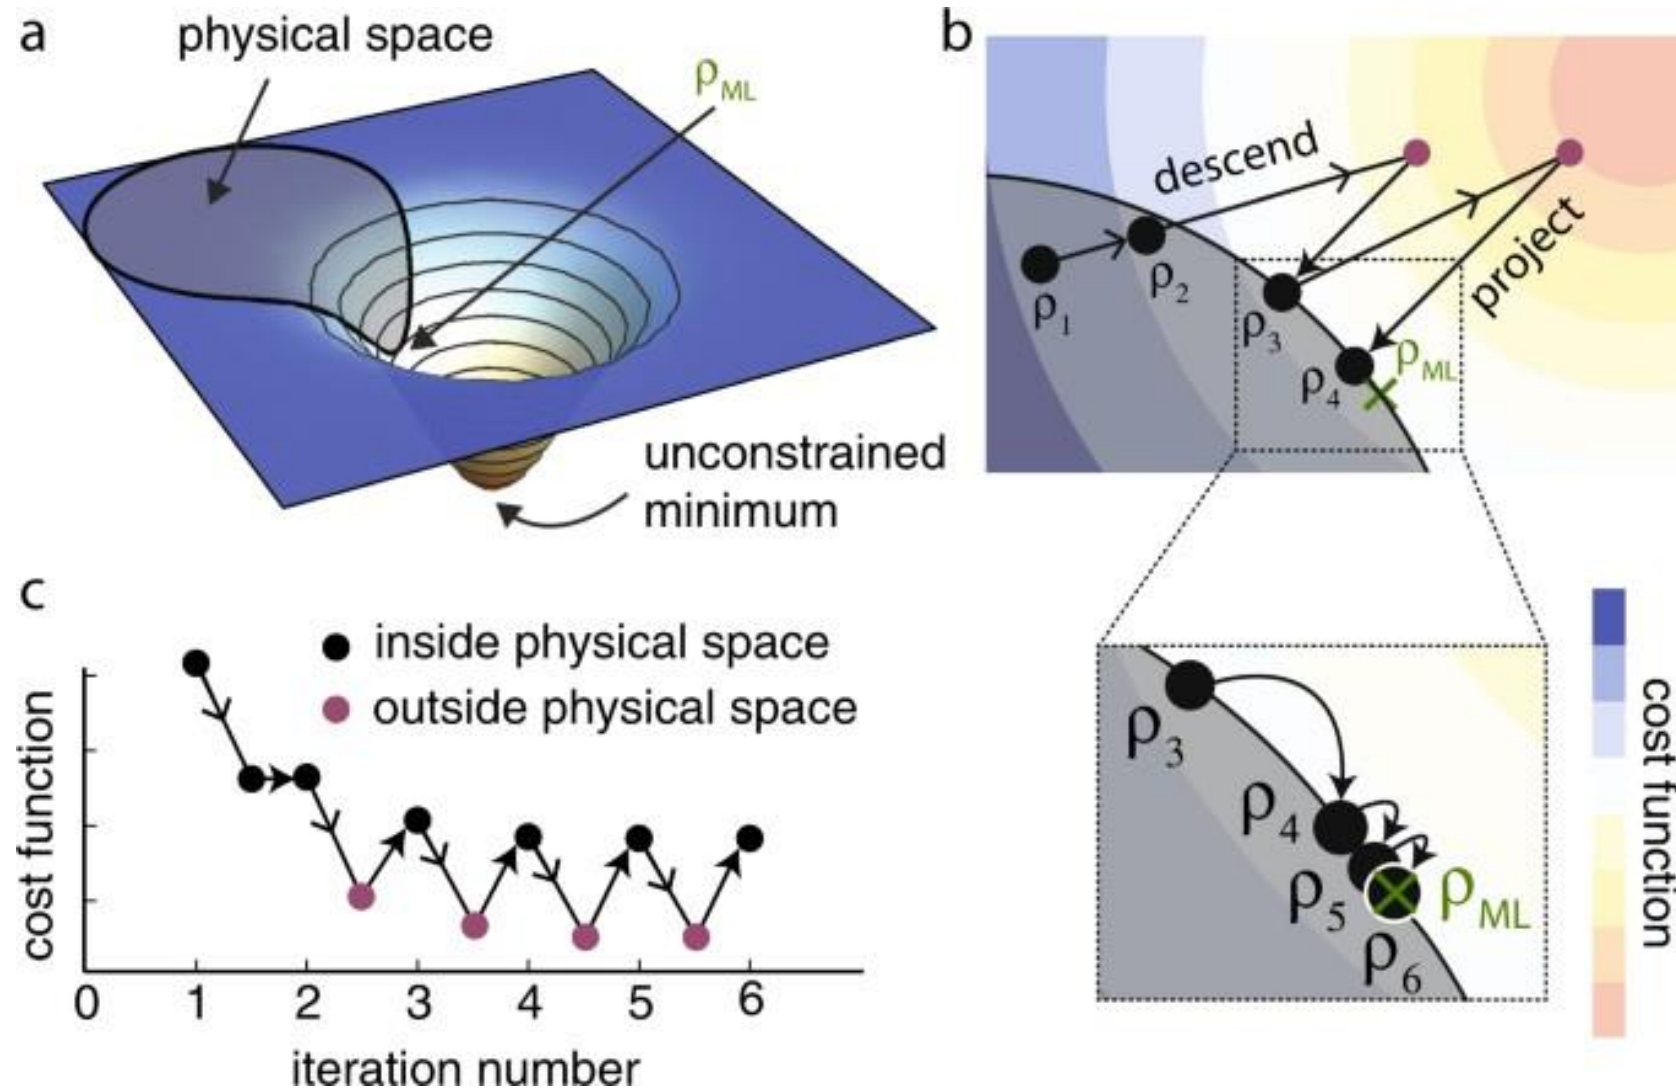 a
physical space
ρML
unconstrained
minimum
b
descend
project
ρ1
ρ2
ρ3
ρ4
ρML
c
inside physical space
outside physical space
cost function
0 1 2 3 4 5 6
iteration number
ρ3
ρ4
ρ5
ρ6
ρML
cost function